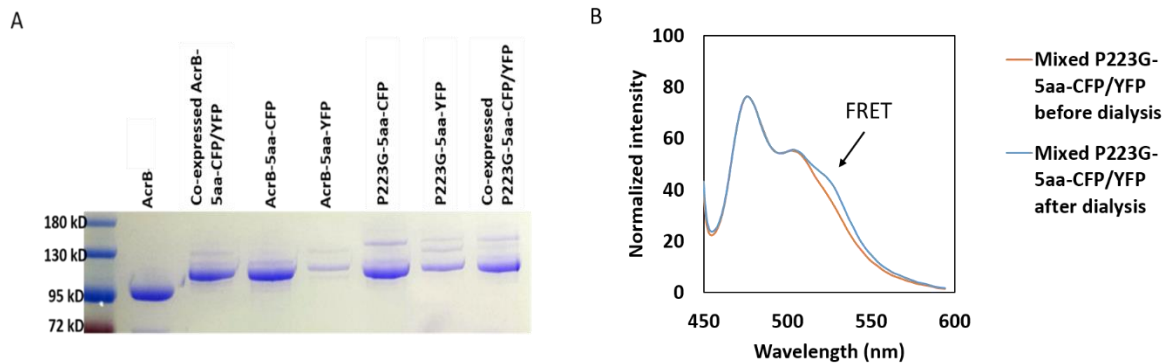 A
AcrB
Co-expressed AcrB-
5aa-CFP/YFP
AcrB-5aa-CFP
AcrB-5aa-YFP
P223G-5aa-CFP
P223G-5aa-YFP
Co-expressed
P223G-5aa-CFP/YFP
180 kD
130 kD
95 kD
72 kD
B
Normalized intensity
100
80
60
40
20
0
450
500
550
600
Wavelength (nm)
FRET
Mixed P223G-
5aa-CFP/YFP
before dialysis
Mixed P223G-
5aa-CFP/YFP
after dialysis